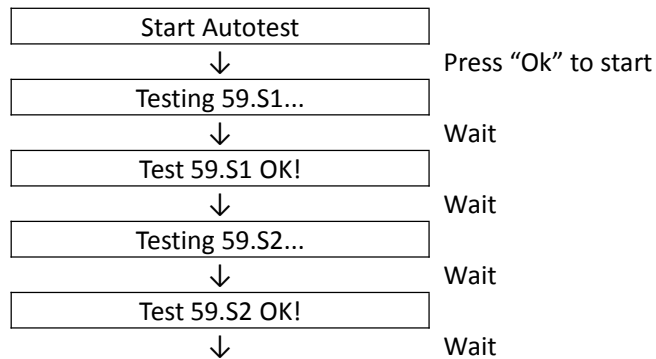 Start Autotest
↓ Press “Ok” to start
Testing 59.S1...
↓ Wait
Test 59.S1 OK!
↓ Wait
Testing 59.S2...
↓ Wait
Test 59.S2 OK!
↓ Wait